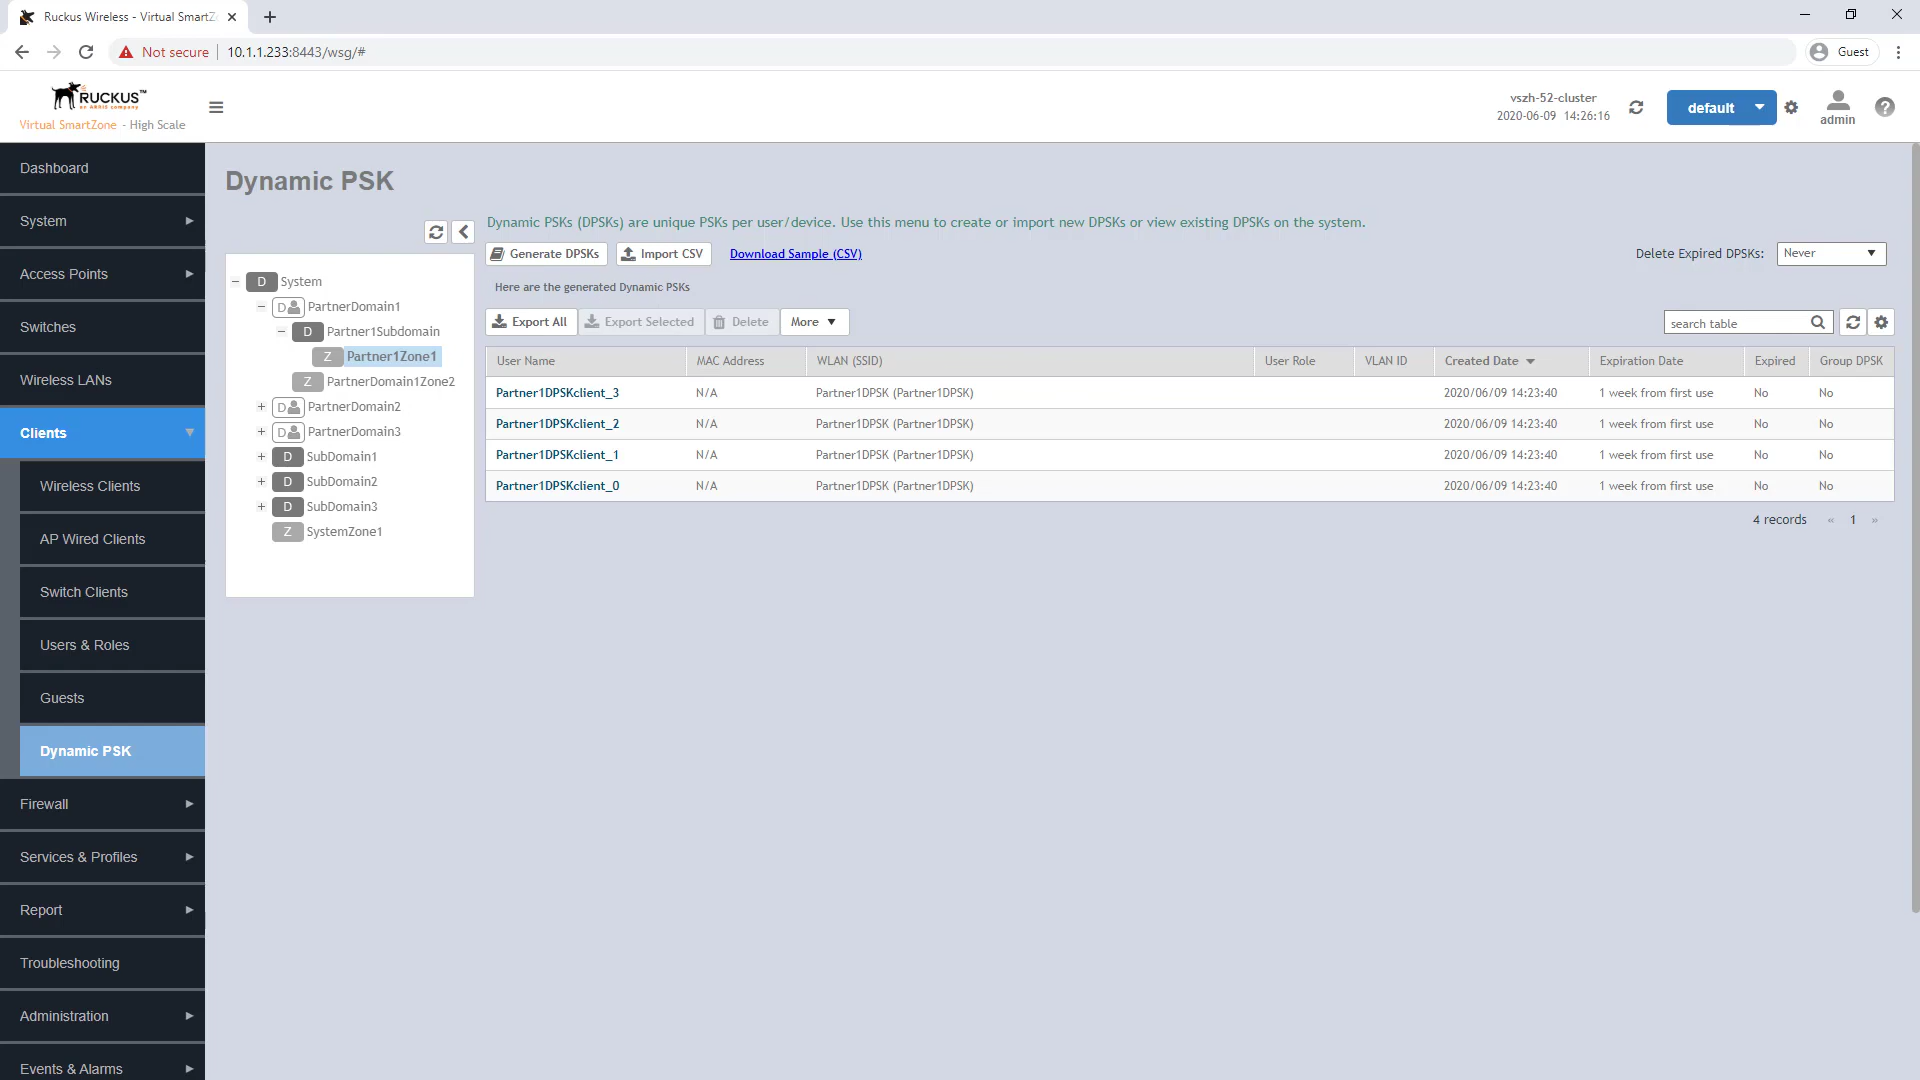 Ruckus Wireless - Virtual SmartZ
Not secure
10.1.1.233:8443/wsg/#
Guest
RUCKUS™
an ARRIS company
Virtual SmartZone - High Scale
vszh-52-cluster
2020-06-09 14:26:16
default
admin
Dashboard
System
Access Points
Switches
Wireless LANs
Clients
Wireless Clients
AP Wired Clients
Switch Clients
Users & Roles
Guests
Dynamic PSK
Firewall
Services & Profiles
Report
Troubleshooting
Administration
Events & Alarms
Dynamic PSK
D System
D PartnerDomain1
D Partner1Subdomain
Z Partner1Zone1
Z PartnerDomain1Zone2
D PartnerDomain2
D PartnerDomain3
D SubDomain1
D SubDomain2
D SubDomain3
Z SystemZone1
Dynamic PSKs (DPSKs) are unique PSKs per user/device. Use this menu to create or import new DPSKs or view existing DPSKs on the system.
Generate DPSKs Import CSV Download Sample (CSV) Delete Expired DPSKs: Never
Here are the generated Dynamic PSKs
Export All Export Selected Delete More search table
User Name MAC Address WLAN (SSID) User Role VLAN ID Created Date Expiration Date Expired Group DPSK
Partner1DPSKclient_3 N/A Partner1DPSK (Partner1DPSK) 2020/06/09 14:23:40 1 week from first use No No
Partner1DPSKclient_2 N/A Partner1DPSK (Partner1DPSK) 2020/06/09 14:23:40 1 week from first use No No
Partner1DPSKclient_1 N/A Partner1DPSK (Partner1DPSK) 2020/06/09 14:23:40 1 week from first use No No
Partner1DPSKclient_0 N/A Partner1DPSK (Partner1DPSK) 2020/06/09 14:23:40 1 week from first use No No
4 records « 1 »